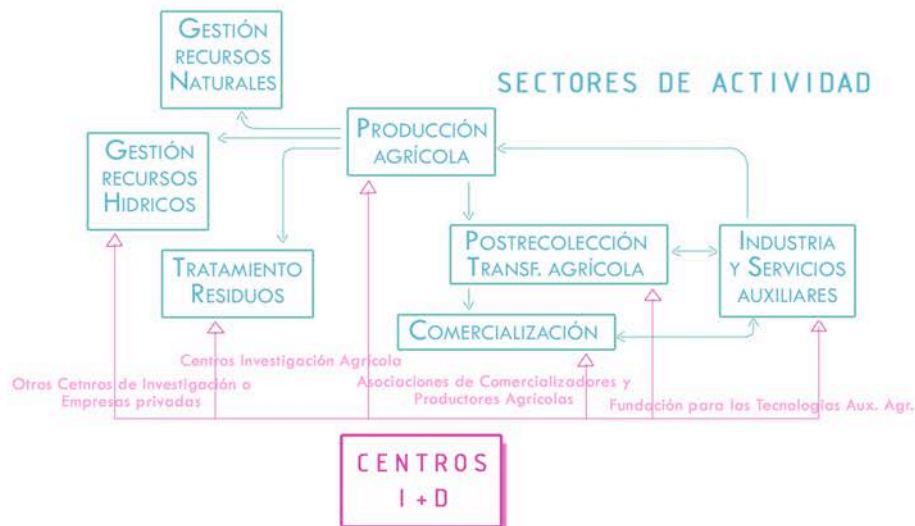 GESTIÓN
RECURSOS
NATURALES
SECTORES DE ACTIVIDAD
PRODUCCIÓN
AGRÍCOLA
GESTIÓN
RECURSOS
HIDRICOS
POSTRECOLECCIÓN
TRANSF. AGRÍCOLA
INDUSTRIA
Y SERVICIOS
AUXILIARES
TRATAMIENTO
RESIDUOS
COMERCIALIZACIÓN
Centros Investigación Agrícola
Otros Cetnros de Investigación o
Empresas privadas
Asociaciones de Comercializadores y
Productores Agrícolas
Fundación para las Tecnologías Aux. Agr.
CENTROS
I + D